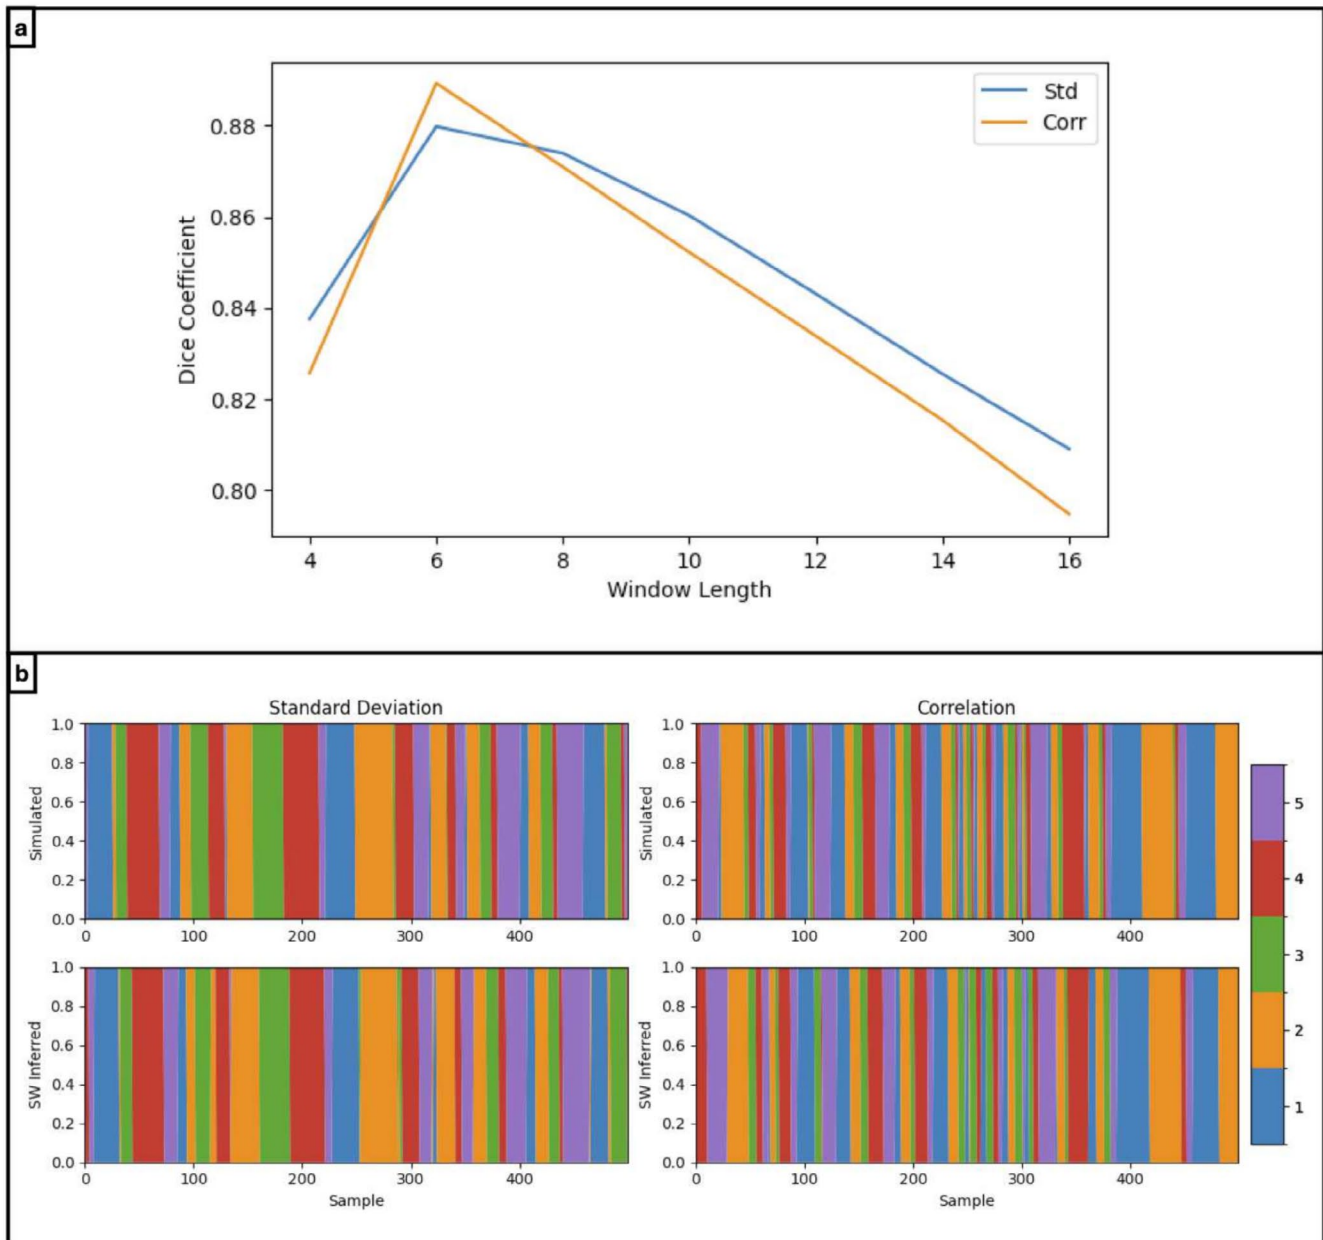 a
Std
Corr
0.88
0.86
0.84
0.82
0.80
Dice Coefficient
4 6 8 10 12 14 16
Window Length
b
Standard Deviation
1.0
0.8
0.6
0.4
0.2
0.0
Simulated
0 100 200 300 400
Correlation
1.0
0.8
0.6
0.4
0.2
0.0
Simulated
0 100 200 300 400
1.0
0.8
0.6
0.4
0.2
0.0
SW Inferred
0 100 200 300 400
Sample
1.0
0.8
0.6
0.4
0.2
0.0
SW Inferred
0 100 200 300 400
Sample
5
4
3
2
1